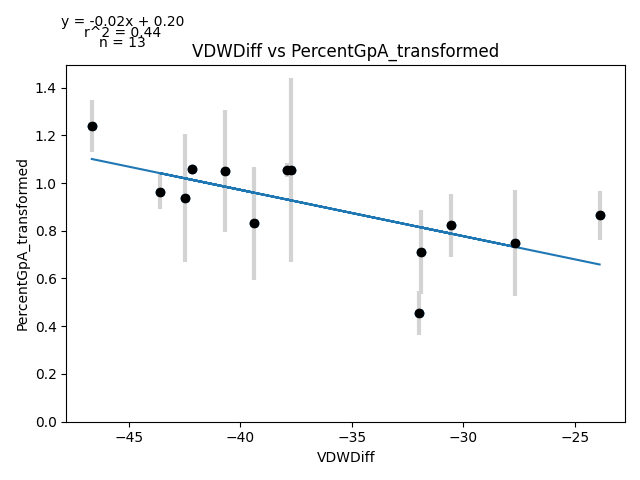 y = -0.02x + 0.20
r^2 = 0.44
n = 13
VDWDiff vs PercentGpA_transformed
PercentGpA_transformed
1.4
1.2
1.0
0.8
0.6
0.4
0.2
0.0
−45
−40
−35
−30
−25
VDWDiff